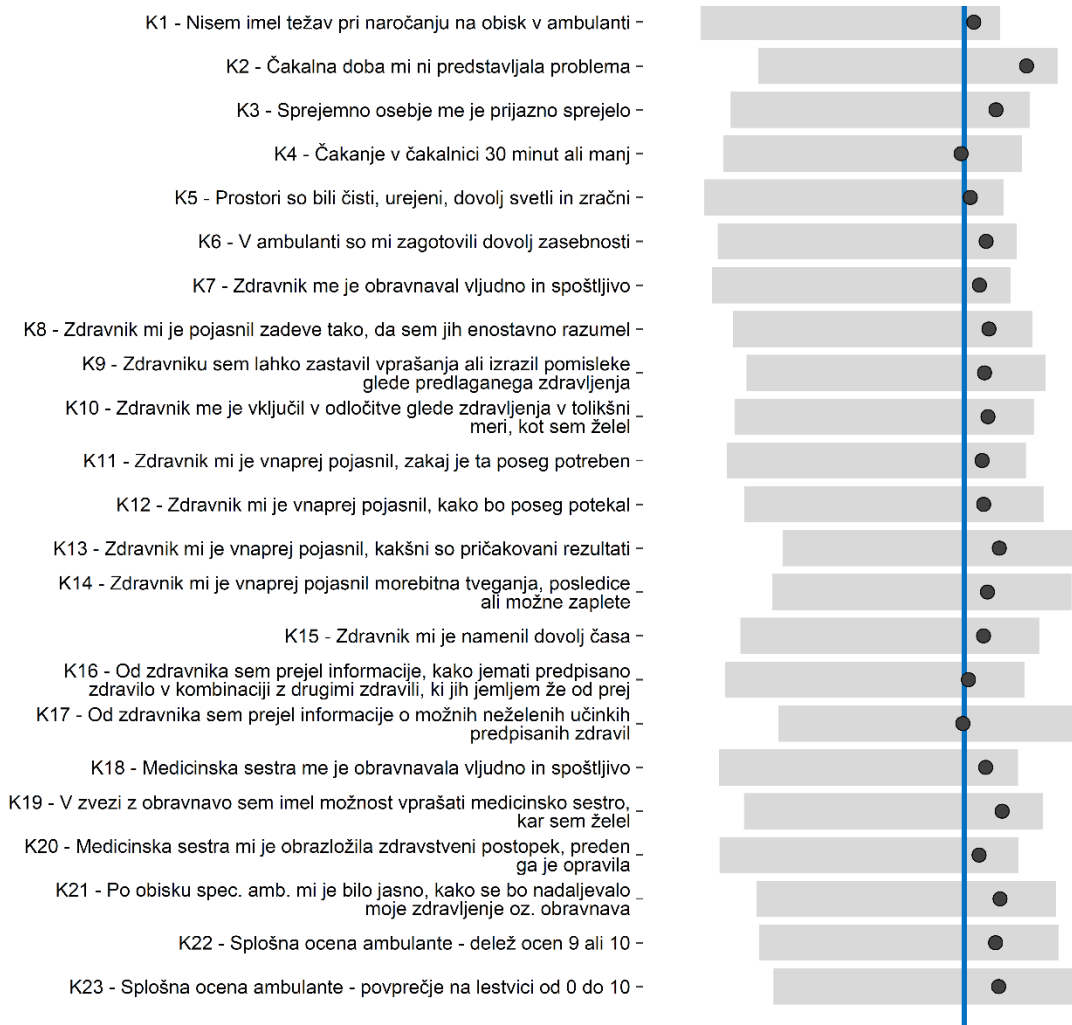 K1 - Nisem imel težav pri naročanju na obisk v ambulanti
K2 - Čakalna doba mi ni predstavljala problema
K3 - Sprejemno osebje me je prijazno sprejelo
K4 - Čakanje v čakalnici 30 minut ali manj
K5 - Prostori so bili čisti, urejeni, dovolj svetli in zračni
K6 - V ambulanti so mi zagotovili dovolj zasebnosti
K7 - Zdravnik me je obravnaval vljudno in spoštljivo
K8 - Zdravnik mi je pojasnil zadeve tako, da sem jih enostavno razumel
K9 - Zdravniku sem lahko zastavil vprašanja ali izrazil pomisleke
glede predlaganega zdravljenja
K10 - Zdravnik me je vključil v odločitve glede zdravljenja v tolikšni
meri, kot sem želel
K11 - Zdravnik mi je vnaprej pojasnil, zakaj je ta poseg potreben
K12 - Zdravnik mi je vnaprej pojasnil, kako bo poseg potekal
K13 - Zdravnik mi je vnaprej pojasnil, kakšni so pričakovani rezultati
K14 - Zdravnik mi je vnaprej pojasnil morebitna tveganja, posledice
ali možne zaplete
K15 - Zdravnik mi je namenil dovolj časa
K16 - Od zdravnika sem prejel informacije, kako jemati predpisano
zdravilo v kombinaciji z drugimi zdravili, ki jih jemljem že od prej
K17 - Od zdravnika sem prejel informacije o možnih neželenih učinkih
predpisanih zdravil
K18 - Medicinska sestra me je obravnavala vljudno in spoštljivo
K19 - V zvezi z obravnavo sem imel možnost vprašati medicinsko sestro,
kar sem želel
K20 - Medicinska sestra mi je obrazložila zdravstveni postopek, preden
ga je opravila
K21 - Po obisku spec. amb. mi je bilo jasno, kako se bo nadaljevalo
moje zdravljenje oz. obravnava
K22 - Splošna ocena ambulante - delež ocen 9 ali 10
K23 - Splošna ocena ambulante - povprečje na lestvici od 0 do 10